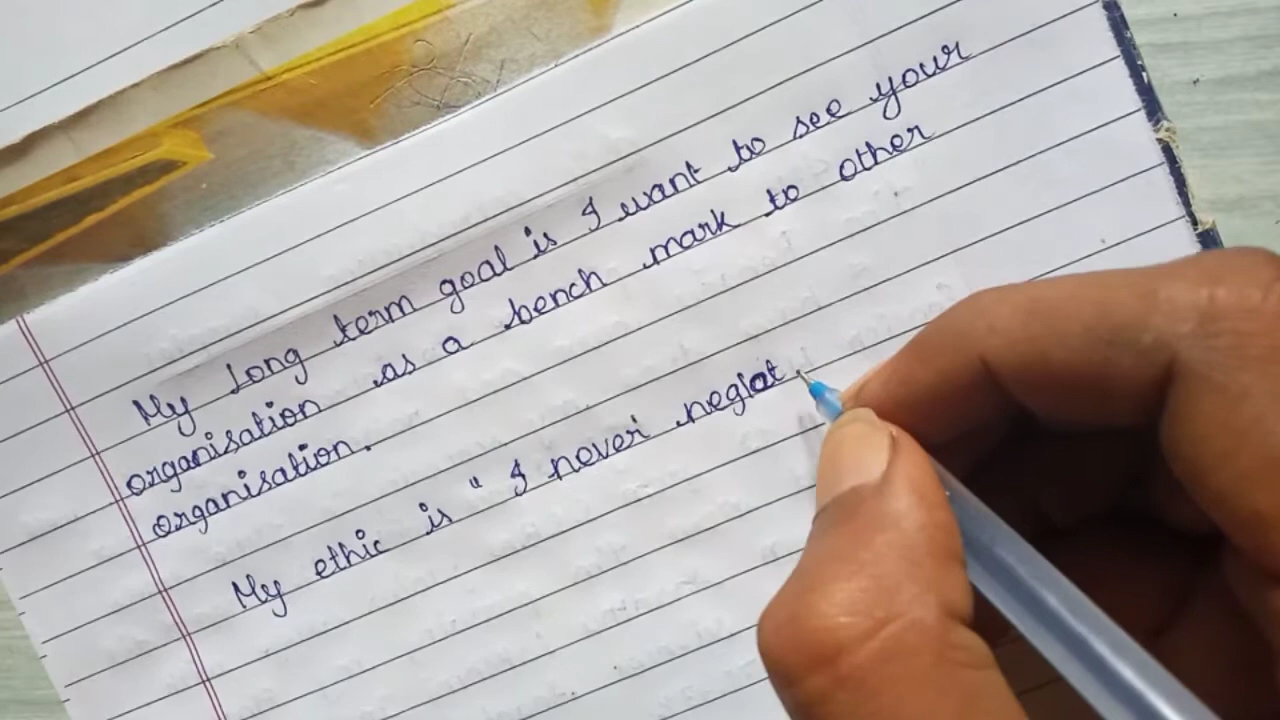 My Long term goal is I want to see your
organisation as a bench mark to other
organisation.
My ethic is " I never